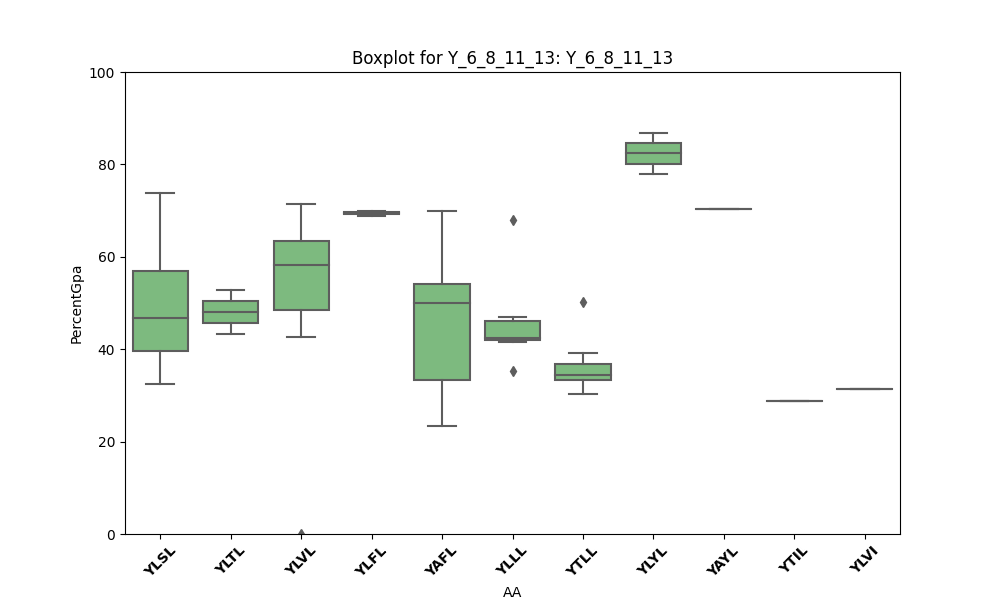 Boxplot for Y_6_8_11_13: Y_6_8_11_13
100
80
60
40
20
0
PercentGpa
YLSL
YLTL
YLVL
YLFL
YAFL
YLLL
YTLL
YLYL
YAYL
YTIL
YLVI
AA